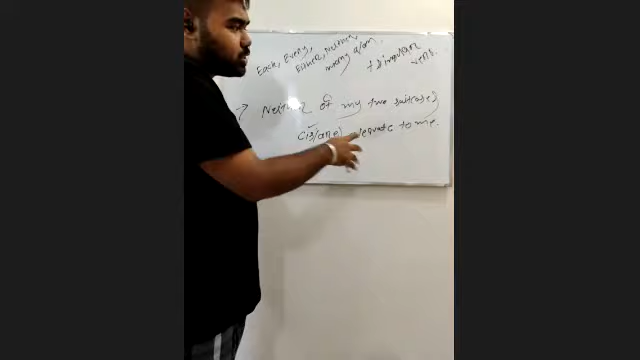 Each, Every, Either, Neither, many a/an, + singular verb.
→ Neither of my two suitcases
(is/are) adequate to me.